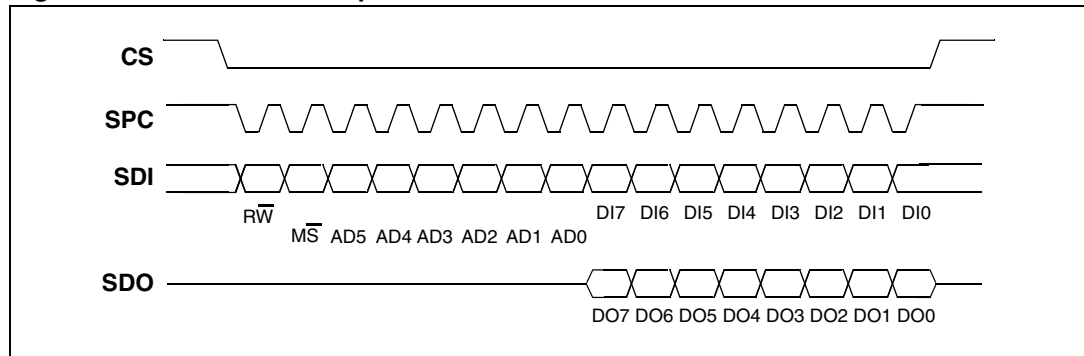 CS
SPC
SDI
RW̅ DI7 DI6 DI5 DI4 DI3 DI2 DI1 DI0
MS̅ AD5 AD4 AD3 AD2 AD1 AD0
SDO
DO7 DO6 DO5 DO4 DO3 DO2 DO1 DO0